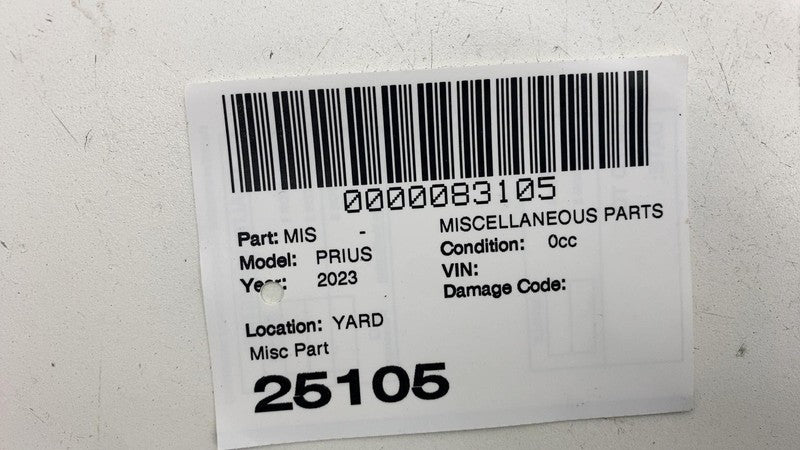 0000083105
Part: MIS - MISCELLANEOUS PARTS
Model: PRIUS Condition: 0cc
Year: 2023 VIN:
Damage Code:
Location: YARD
Misc Part
25105